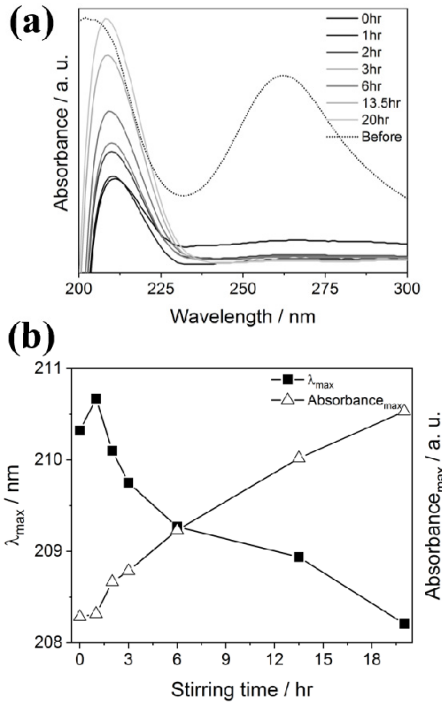 (a)
0hr
1hr
2hr
3hr
6hr
13.5hr
20hr
Before
Absorbance / a. u.
200 225 250 275 300
Wavelength / nm
(b)
λmax
Absorbancemax
211
210
209
208
λmax / nm
Absorbancemax / a. u.
0 3 6 9 12 15 18
Stirring time / hr